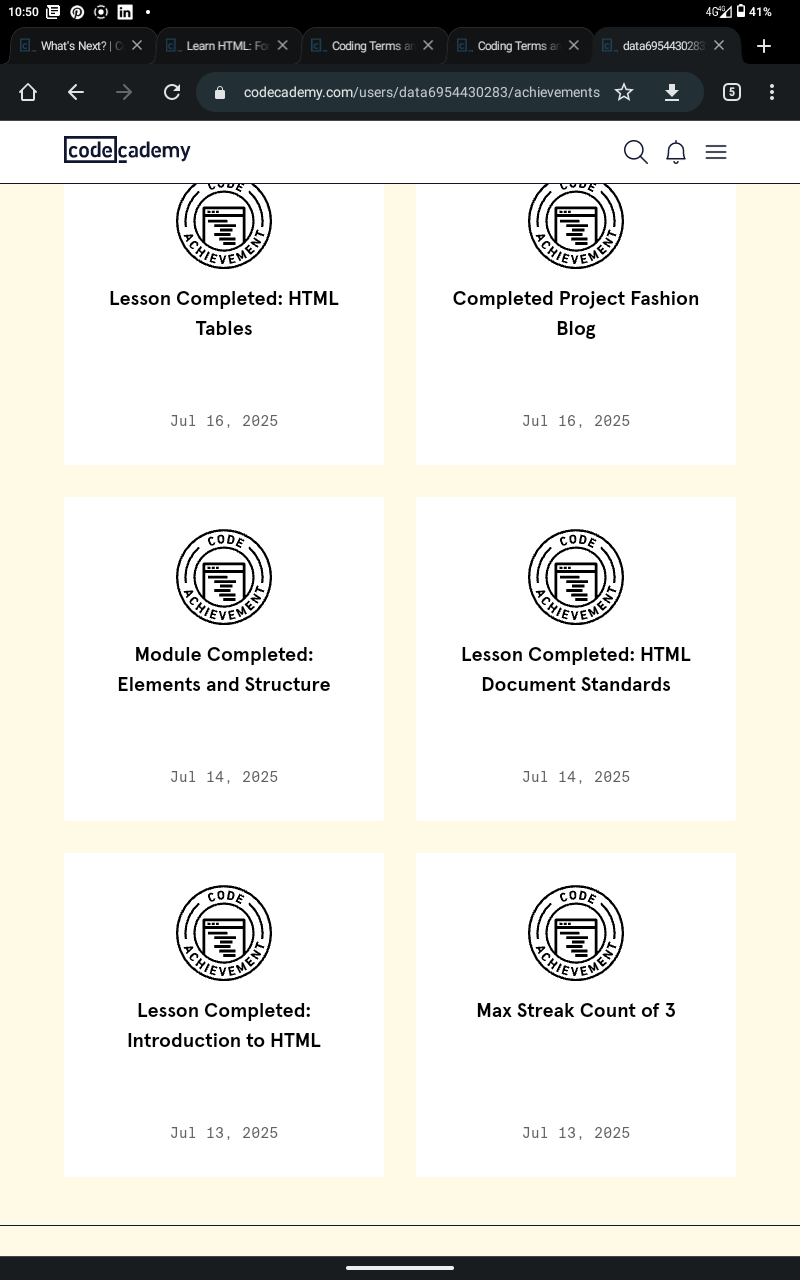 10:50
4G 4G 41%
What's Next? | C
Learn HTML: Fo
Coding Terms a
Coding Terms a
data6954430283
codecademy.com/users/data6954430283/achievements
5
codecademy
CODE
ACHIEVEMENT
Lesson Completed: HTML
Tables
Jul 16, 2025
CODE
ACHIEVEMENT
Completed Project Fashion
Blog
Jul 16, 2025
CODE
ACHIEVEMENT
Module Completed:
Elements and Structure
Jul 14, 2025
CODE
ACHIEVEMENT
Lesson Completed: HTML
Document Standards
Jul 14, 2025
CODE
ACHIEVEMENT
Lesson Completed:
Introduction to HTML
Jul 13, 2025
CODE
ACHIEVEMENT
Max Streak Count of 3
Jul 13, 2025